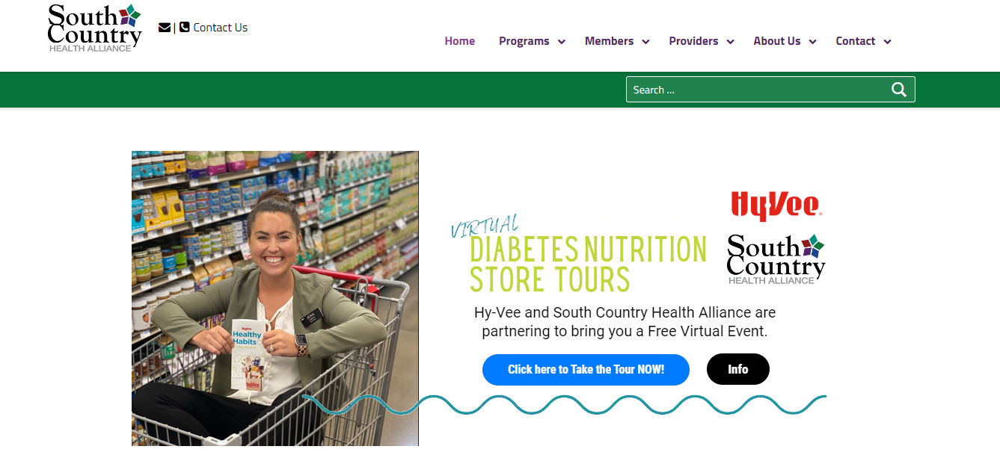 South
Country
HEALTH ALLIANCE
| Contact Us
Home Programs Members Providers About Us Contact
Search ...
HyVee
VIRTUAL
DIABETES NUTRITION
STORE TOURS
South
Country
HEALTH ALLIANCE
Hy-Vee and South Country Health Alliance are
partnering to bring you a Free Virtual Event.
Click here to Take the Tour NOW!
Info
HyVee
Healthy
Habits
HyVee